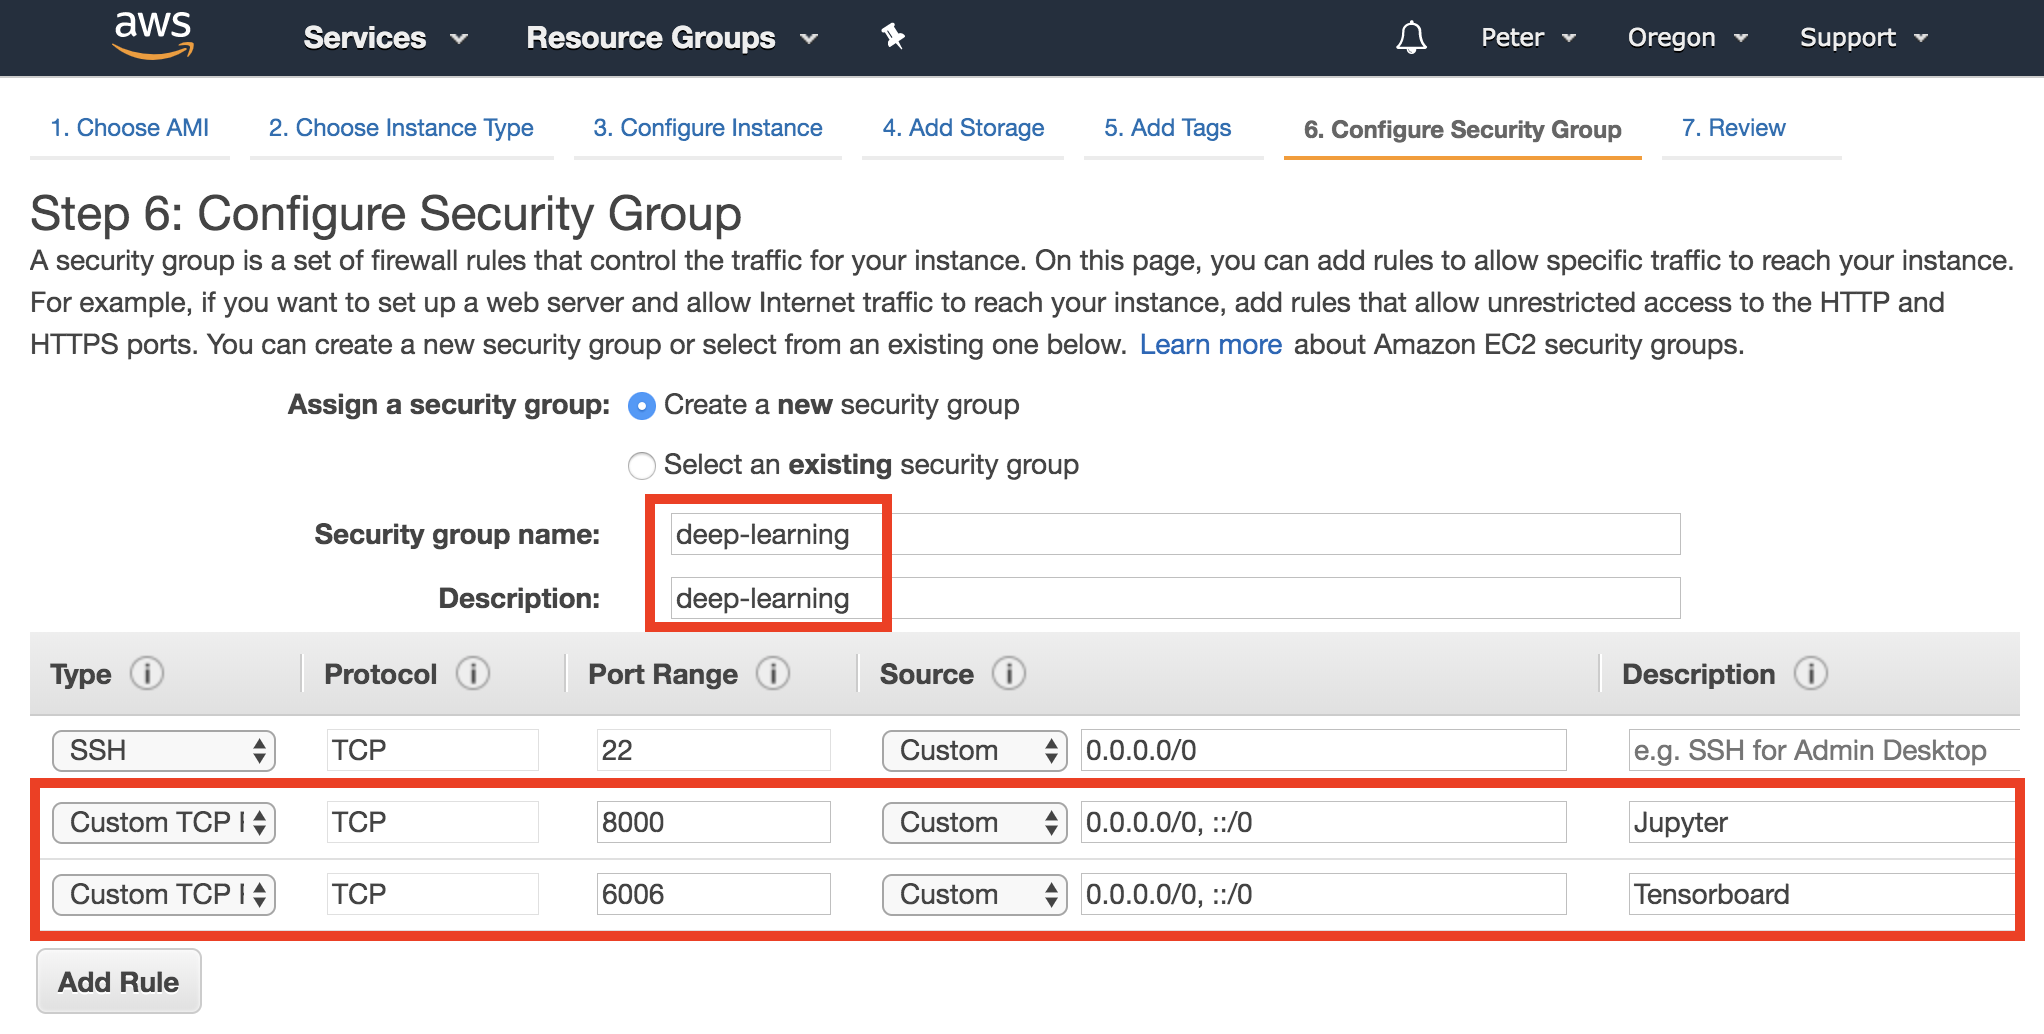 aws Services Resource Groups Peter Oregon Support
1. Choose AMI 2. Choose Instance Type 3. Configure Instance 4. Add Storage 5. Add Tags 6. Configure Security Group 7. Review
Step 6: Configure Security Group
A security group is a set of firewall rules that control the traffic for your instance. On this page, you can add rules to allow specific traffic to reach your instance.
For example, if you want to set up a web server and allow Internet traffic to reach your instance, add rules that allow unrestricted access to the HTTP and
HTTPS ports. You can create a new security group or select from an existing one below. Learn more about Amazon EC2 security groups.
Assign a security group: Create a new security group
Select an existing security group
Security group name: deep-learning
Description: deep-learning
Type i Protocol i Port Range i Source i Description i
SSH TCP 22 Custom 0.0.0.0/0 e.g. SSH for Admin Desktop
Custom TCP TCP 8000 Custom 0.0.0.0/0, ::/0 Jupyter
Custom TCP TCP 6006 Custom 0.0.0.0/0, ::/0 Tensorboard
Add Rule